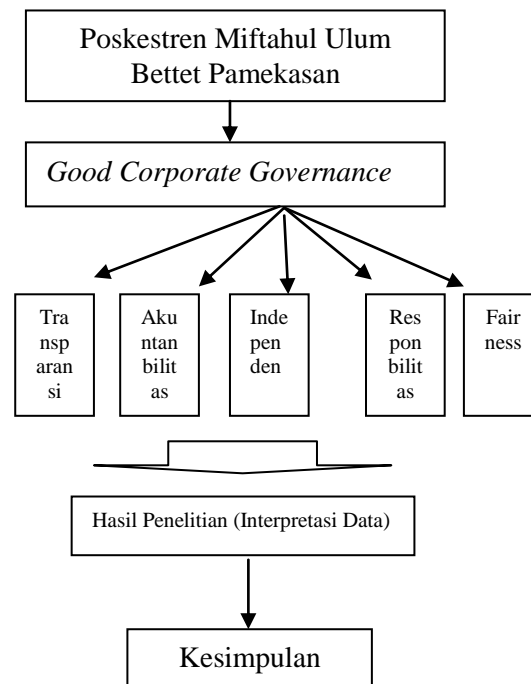 Poskestren Miftahul Ulum
Bettet Pamekasan
Good Corporate Governance
Tra
nsp
aran
si
Aku
ntan
bilit
as
Inde
pen
den
Res
pon
bilit
as
Fair
ness
Hasil Penelitian (Interpretasi Data)
Kesimpulan